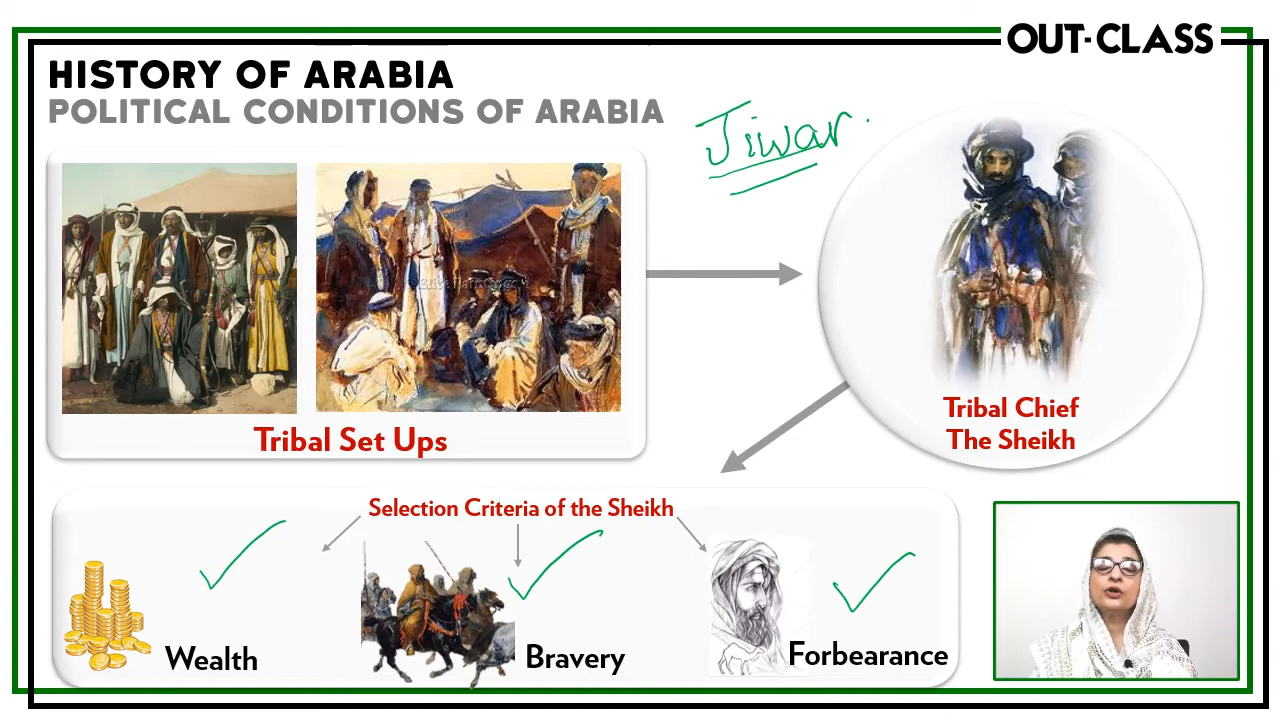 OUT-CLASS
HISTORY OF ARABIA
POLITICAL CONDITIONS OF ARABIA
Jiwar.
Tribal Set Ups
Tribal Chief
The Sheikh
Selection Criteria of the Sheikh
Wealth
Bravery
Forbearance